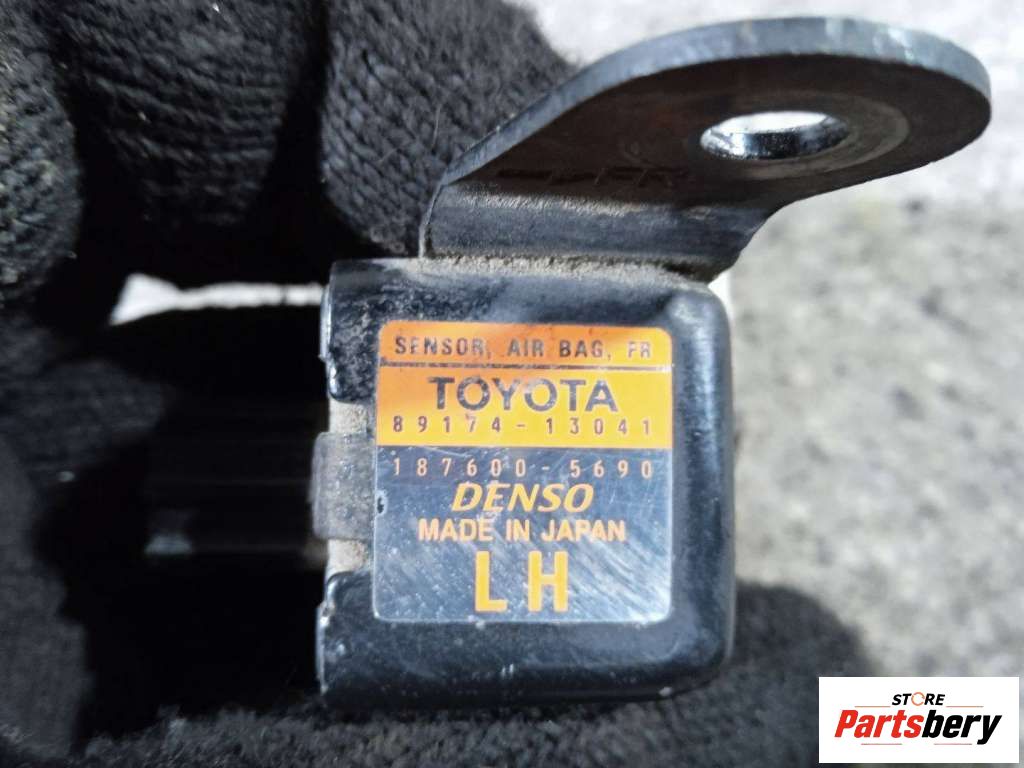 SENSOR, AIR BAG, FR
TOYOTA
89174-13041
187600-5690
DENSO
MADE IN JAPAN
LH
STORE
Partsbery